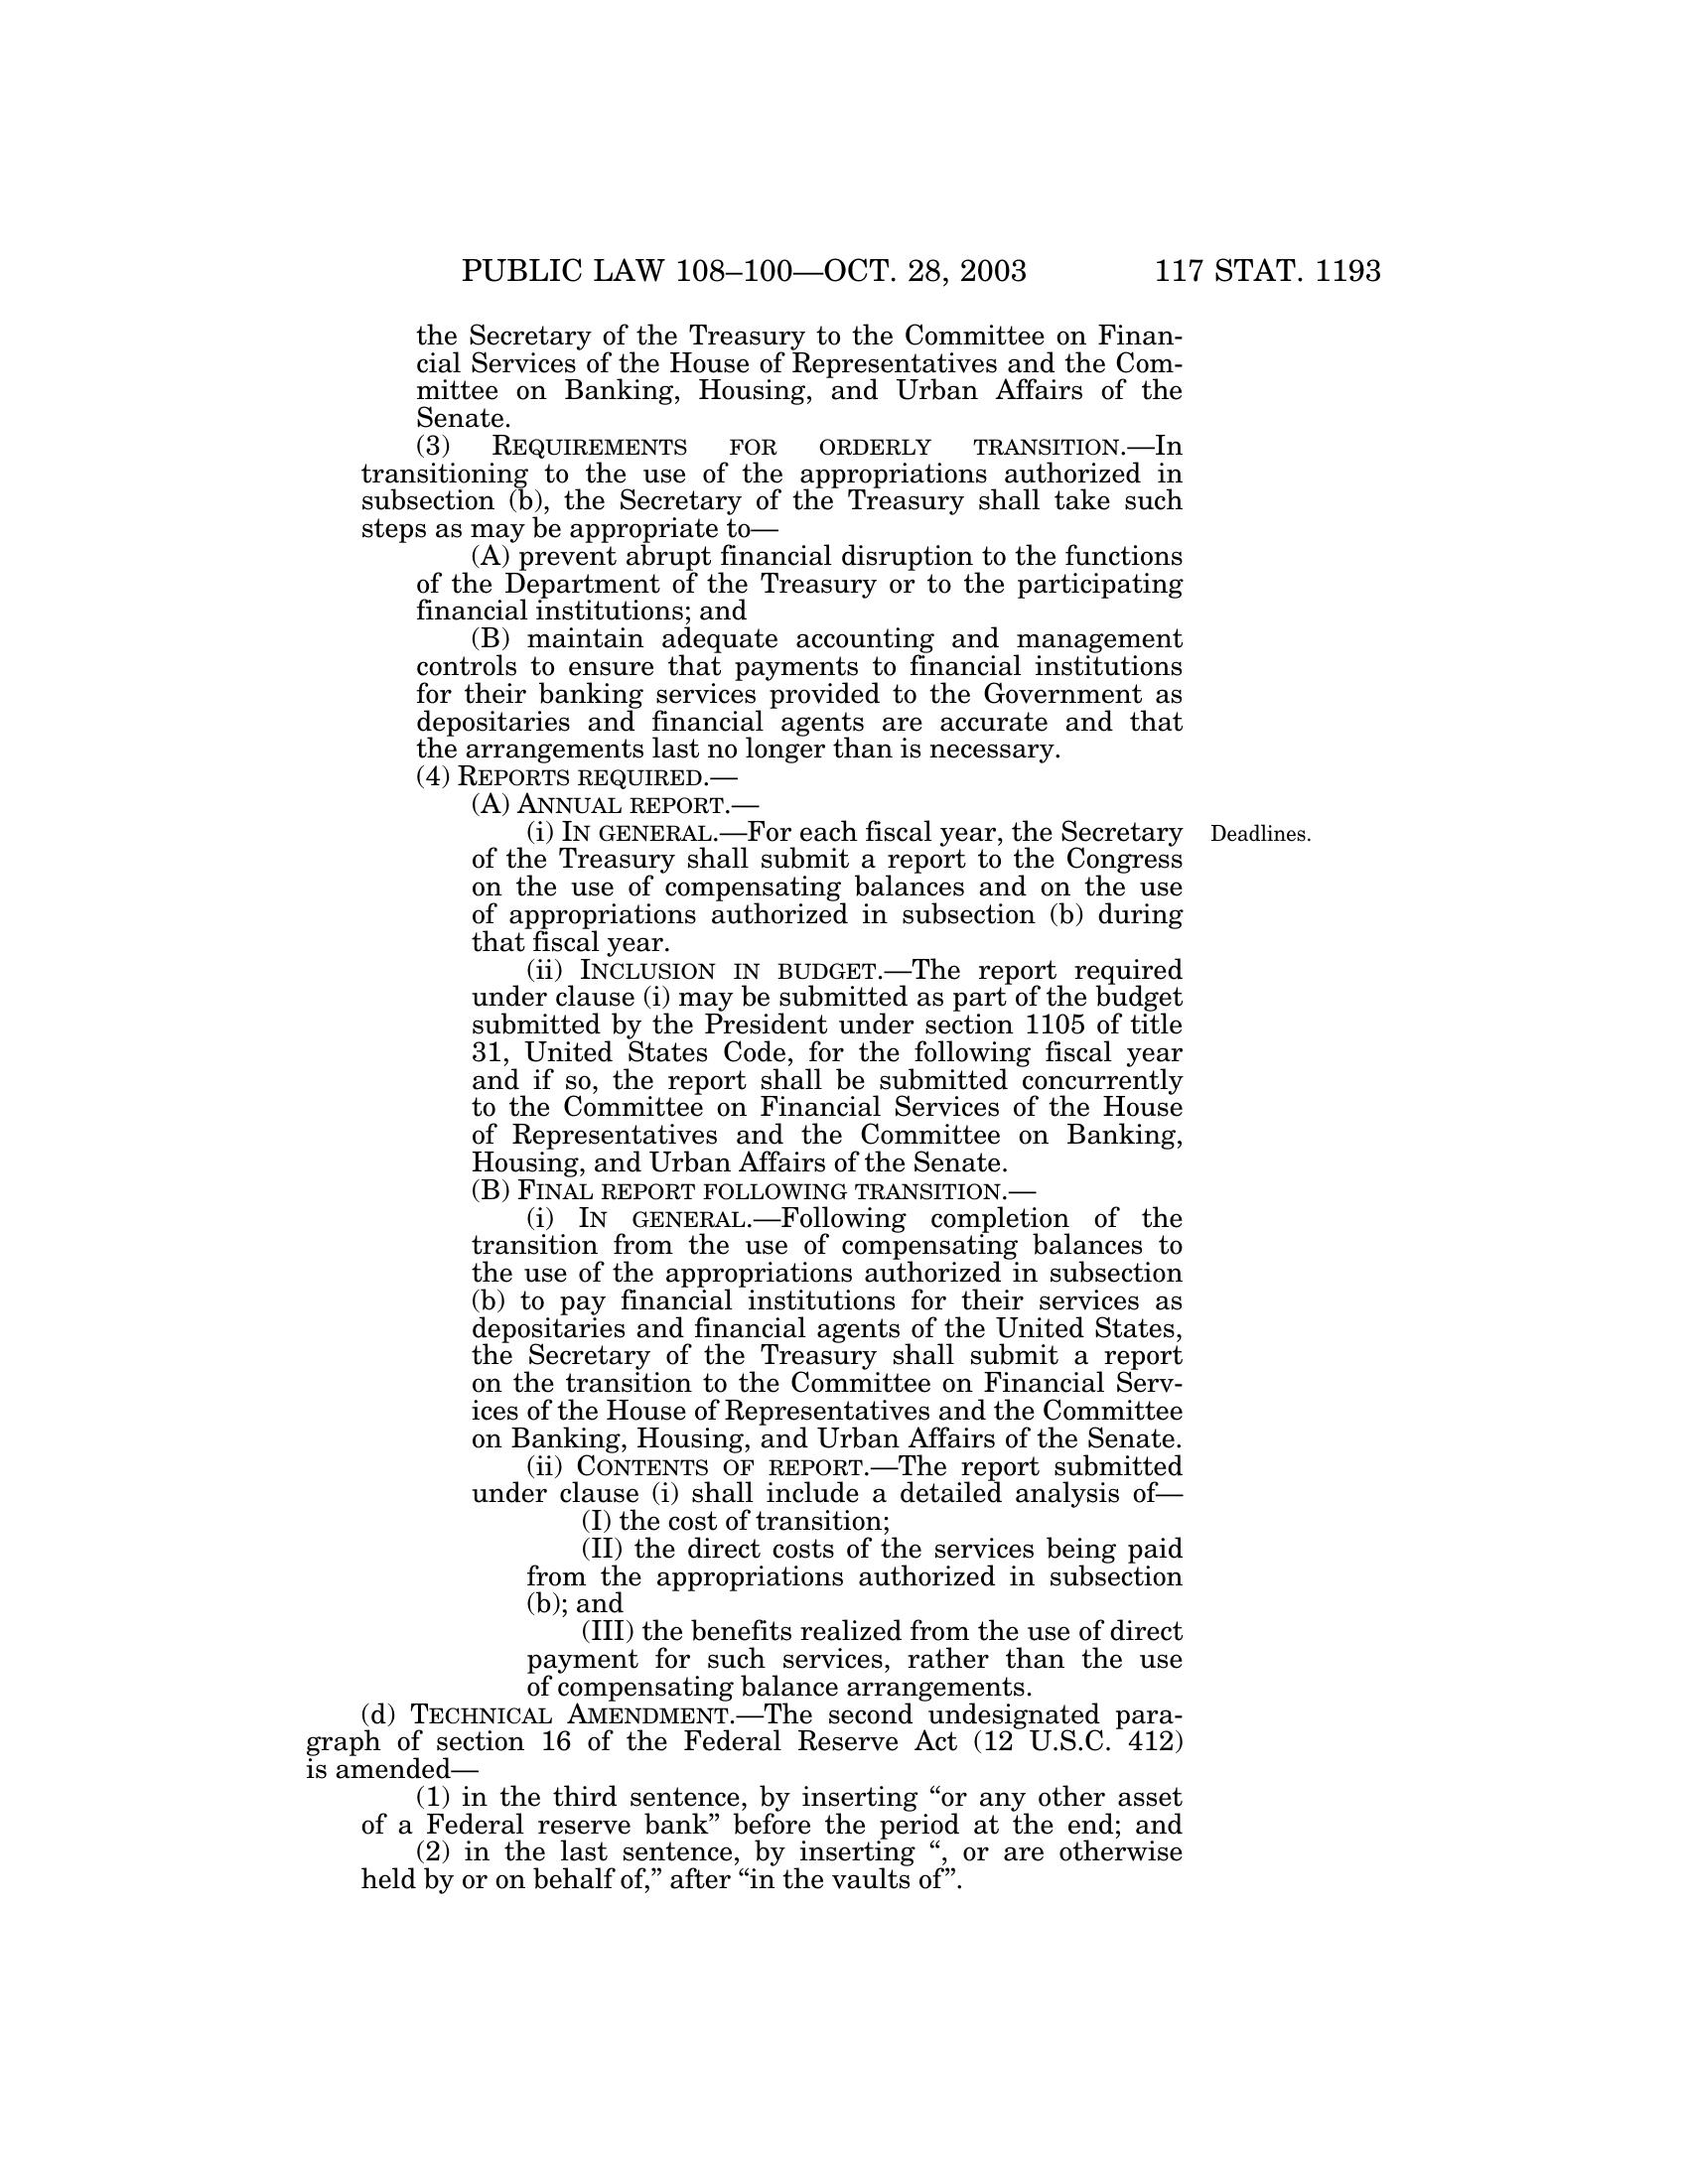 PUBLIC LAW 108–100—OCT. 28, 2003 117 STAT. 1193
the Secretary of the Treasury to the Committee on Finan-
cial Services of the House of Representatives and the Com-
mittee on Banking, Housing, and Urban Affairs of the
Senate.
(3) REQUIREMENTS FOR ORDERLY TRANSITION.—In
transitioning to the use of the appropriations authorized in
subsection (b), the Secretary of the Treasury shall take such
steps as may be appropriate to—
(A) prevent abrupt financial disruption to the functions
of the Department of the Treasury or to the participating
financial institutions; and
(B) maintain adequate accounting and management
controls to ensure that payments to financial institutions
for their banking services provided to the Government as
depositaries and financial agents are accurate and that
the arrangements last no longer than is necessary.
(4) REPORTS REQUIRED.—
(A) ANNUAL REPORT.—
(i) IN GENERAL.—For each fiscal year, the Secretary Deadlines.
of the Treasury shall submit a report to the Congress
on the use of compensating balances and on the use
of appropriations authorized in subsection (b) during
that fiscal year.
(ii) INCLUSION IN BUDGET.—The report required
under clause (i) may be submitted as part of the budget
submitted by the President under section 1105 of title
31, United States Code, for the following fiscal year
and if so, the report shall be submitted concurrently
to the Committee on Financial Services of the House
of Representatives and the Committee on Banking,
Housing, and Urban Affairs of the Senate.
(B) FINAL REPORT FOLLOWING TRANSITION.—
(i) IN GENERAL.—Following completion of the
transition from the use of compensating balances to
the use of the appropriations authorized in subsection
(b) to pay financial institutions for their services as
depositaries and financial agents of the United States,
the Secretary of the Treasury shall submit a report
on the transition to the Committee on Financial Serv-
ices of the House of Representatives and the Committee
on Banking, Housing, and Urban Affairs of the Senate.
(ii) CONTENTS OF REPORT.—The report submitted
under clause (i) shall include a detailed analysis of—
(I) the cost of transition;
(II) the direct costs of the services being paid
from the appropriations authorized in subsection
(b); and
(III) the benefits realized from the use of direct
payment for such services, rather than the use
of compensating balance arrangements.
(d) TECHNICAL AMENDMENT.—The second undesignated para-
graph of section 16 of the Federal Reserve Act (12 U.S.C. 412)
is amended—
(1) in the third sentence, by inserting “or any other asset
of a Federal reserve bank” before the period at the end; and
(2) in the last sentence, by inserting “, or are otherwise
held by or on behalf of,” after “in the vaults of”.